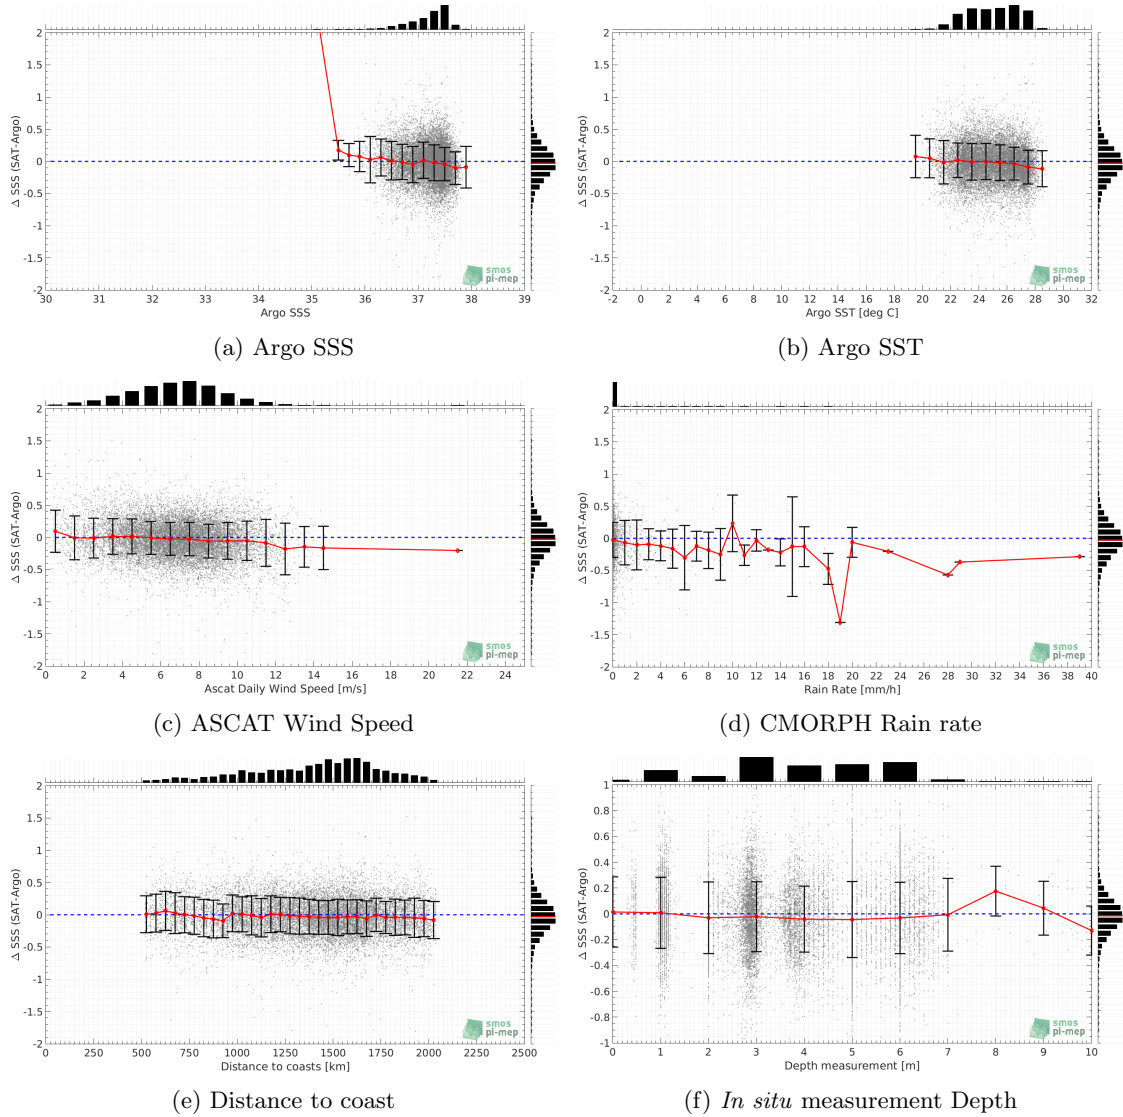 2
1.5
1
0.5
0
-0.5
-1
-1.5
-2
Δ SSS (SAT-Argo)
30 31 32 33 34 35 36 37 38 39
Argo SSS
smos
pi-mep
(a) Argo SSS
2
1.5
1
0.5
0
-0.5
-1
-1.5
-2
Δ SSS (SAT-Argo)
-2 0 2 4 6 8 10 12 14 16 18 20 22 24 26 28 30 32
Argo SST [deg C]
smos
pi-mep
(b) Argo SST
2
1.5
1
0.5
0
-0.5
-1
-1.5
-2
Δ SSS (SAT-Argo)
0 2 4 6 8 10 12 14 16 18 20 22 24
Ascat Daily Wind Speed [m/s]
smos
pi-mep
(c) ASCAT Wind Speed
2
1.5
1
0.5
0
-0.5
-1
-1.5
-2
Δ SSS (SAT-Argo)
0 2 4 6 8 10 12 14 16 18 20 22 24 26 28 30 32 34 36 38 40
Rain Rate [mm/h]
smos
pi-mep
(d) CMORPH Rain rate
2
1.5
1
0.5
0
-0.5
-1
-1.5
-2
Δ SSS (SAT-Argo)
0 250 500 750 1000 1250 1500 1750 2000 2250 2500
Distance to coasts [km]
smos
pi-mep
(e) Distance to coast
1
0.8
0.6
0.4
0.2
0
-0.2
-0.4
-0.6
-0.8
-1
Δ SSS (SAT-Argo)
0 1 2 3 4 5 6 7 8 9 10
Depth measurement [m]
smos
pi-mep
(f) In situ measurement Depth